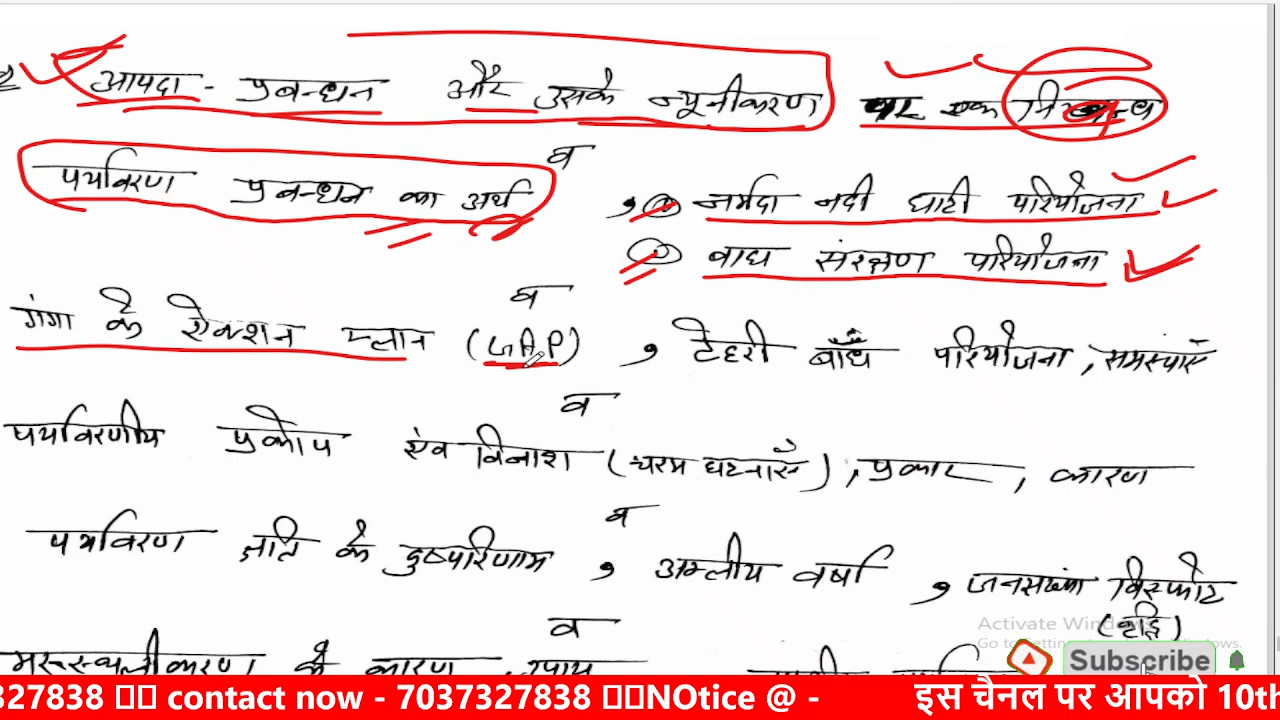 आपदा - प्रबन्धन और उसके न्यूनीकरण पर एक निबन्ध
व
पर्यावरण प्रबन्धन का अर्थ , ① नर्मदा नदी घाटी परियोजना
② बाघ संरक्षण परियोजना
व
गंगा के ऐक्शन प्लान (GAP) , टेहरी बाँध परियोजना , समस्याएँ
व
पर्यावरणीय प्रकोप एंव विनाश (चरम घटनाएँ) , प्रकार , कारण
व
पर्यावरण क्षति के दुष्परिणाम , अम्लीय वर्षा , जनसंख्या विस्फोट
(वृद्धि)
व
मरूस्थलीकरण के कारण , उपाय
Activate Windows
Subscribe
327838 contact now - 7037327838 NOtice @ - इस चैनल पर आपको 10th